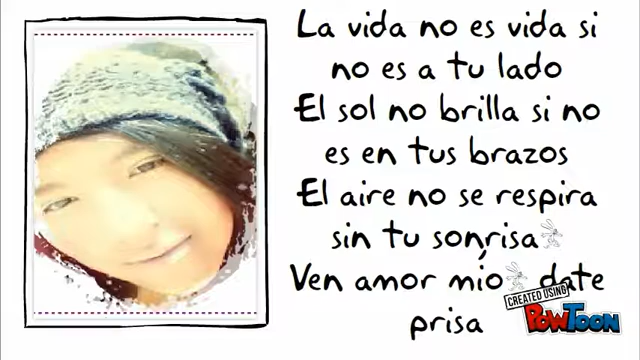 La vida no es vida si
no es a tu lado
El sol no brilla si no
es en tus brazos
El aire no se respira
sin tu sonrisa
Ven amor mío date
prisa
CREATED USING
POWTOON